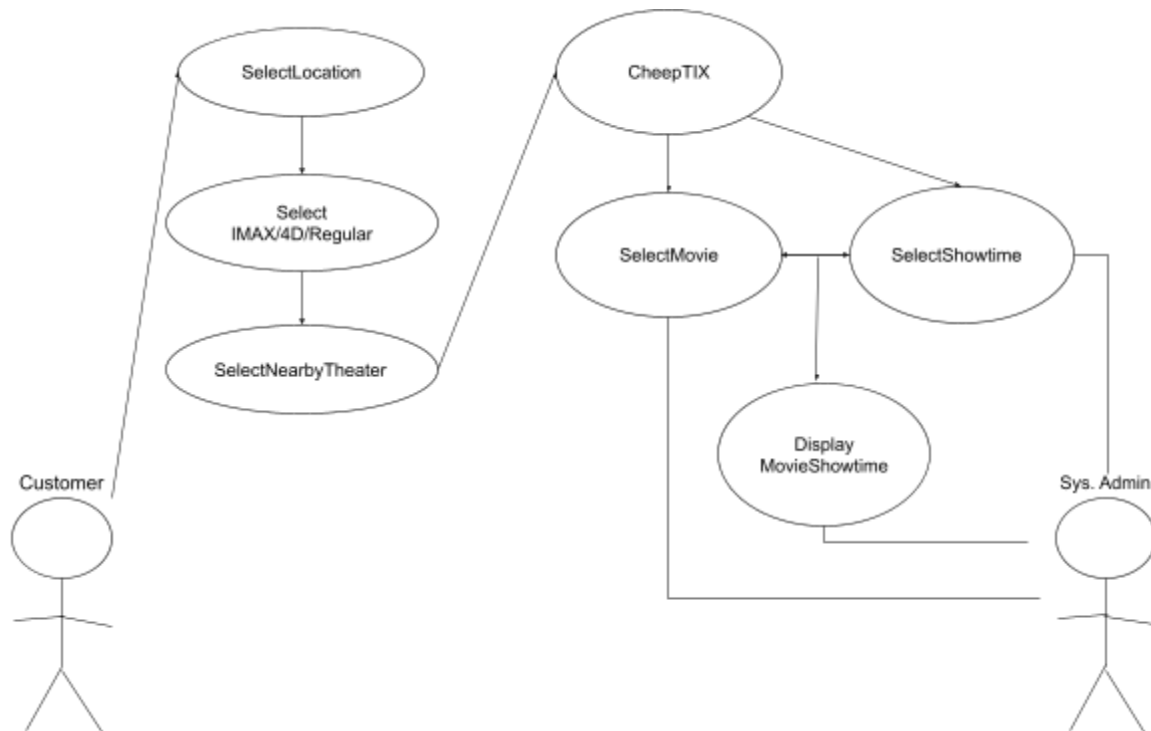 SelectLocation
CheepTIX
Select
IMAX/4D/Regular
SelectMovie
SelectShowtime
SelectNearbyTheater
Display
MovieShowtime
Customer
Sys. Admin